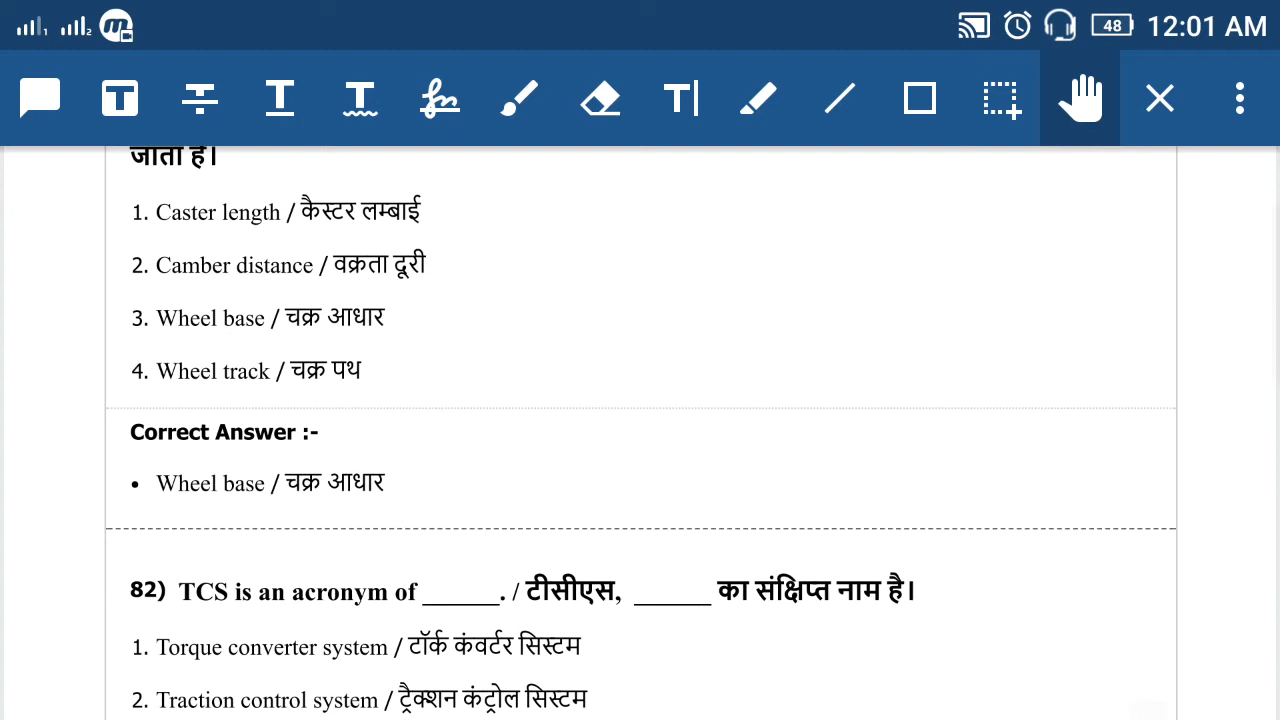 12:01 AM
48
जाता है।
1. Caster length / कैस्टर लम्बाई
2. Camber distance / वक्रता दूरी
3. Wheel base / चक्र आधार
4. Wheel track / चक्र पथ
Correct Answer :-
• Wheel base / चक्र आधार
82) TCS is an acronym of ______. / टीसीएस, ______ का संक्षिप्त नाम है।
1. Torque converter system / टॉर्क कंवर्टर सिस्टम
2. Traction control system / ट्रैक्शन कंट्रोल सिस्टम